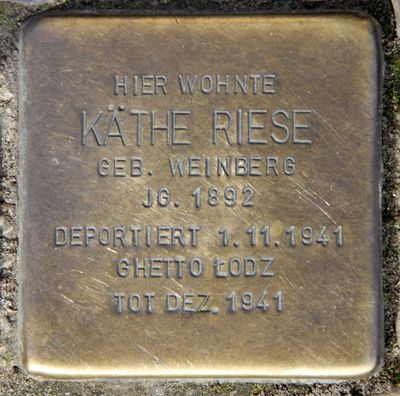 HIER WOHNTE
KÄTHE RIESE
GEB. WEINBERG
JG. 1892
DEPORTIERT 1.11.1941
GHETTO ŁODZ
TOT DEZ. 1941